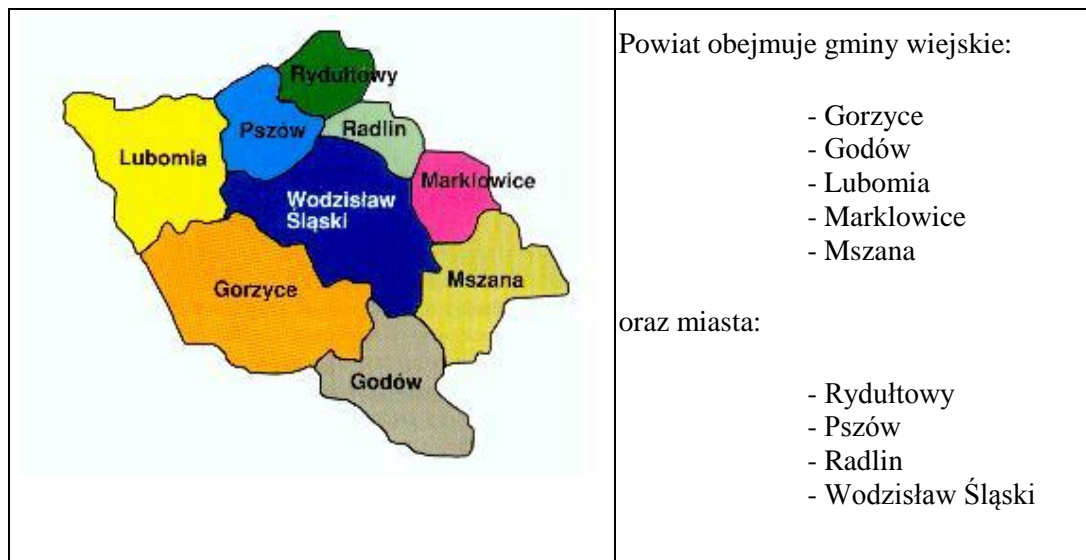 Rydułtowy
Pszów
Radlin
Lubomia
Marklowice
Wodzisław
Śląski
Gorzyce
Mszana
Godów
Powiat obejmuje gminy wiejskie:
- Gorzyce
- Godów
- Lubomia
- Marklowice
- Mszana
oraz miasta:
- Rydułtowy
- Pszów
- Radlin
- Wodzisław Śląski